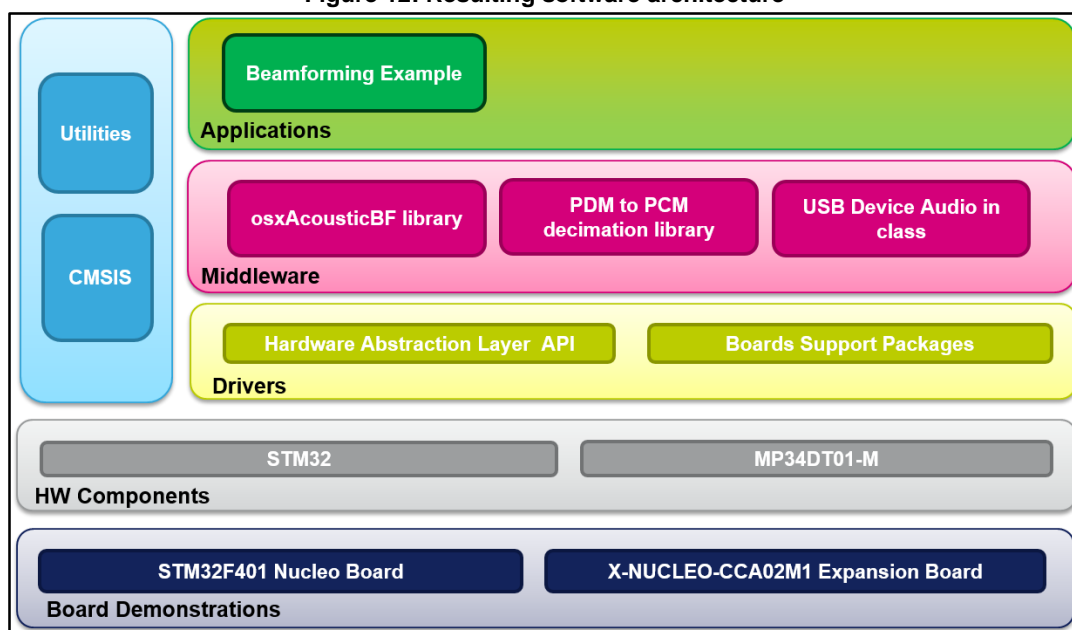 Figure 12: Resulting software architecture
Utilities
CMSIS
Beamforming Example
Applications
osxAcousticBF library
PDM to PCM
decimation library
USB Device Audio in
class
Middleware
Hardware Abstraction Layer API
Boards Support Packages
Drivers
STM32
MP34DT01-M
HW Components
STM32F401 Nucleo Board
X-NUCLEO-CCA02M1 Expansion Board
Board Demonstrations